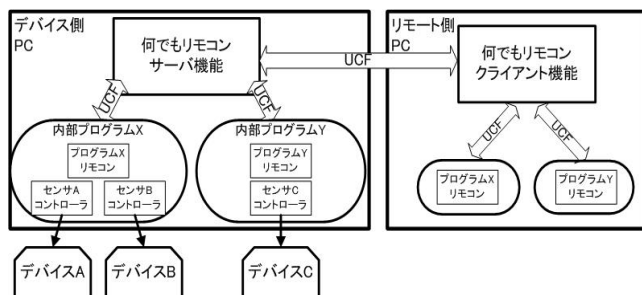 デバイス側
PC
何でもリモコン
サーバ機能
UCF
リモート側
PC
何でもリモコン
クライアント機能
UCF
UCF
内部プログラムX
プログラムX
リモコン
センサA
コントローラ
センサB
コントローラ
内部プログラムY
プログラムY
リモコン
センサC
コントローラ
UCF
UCF
プログラムX
リモコン
プログラムY
リモコン
デバイスA
デバイスB
デバイスC